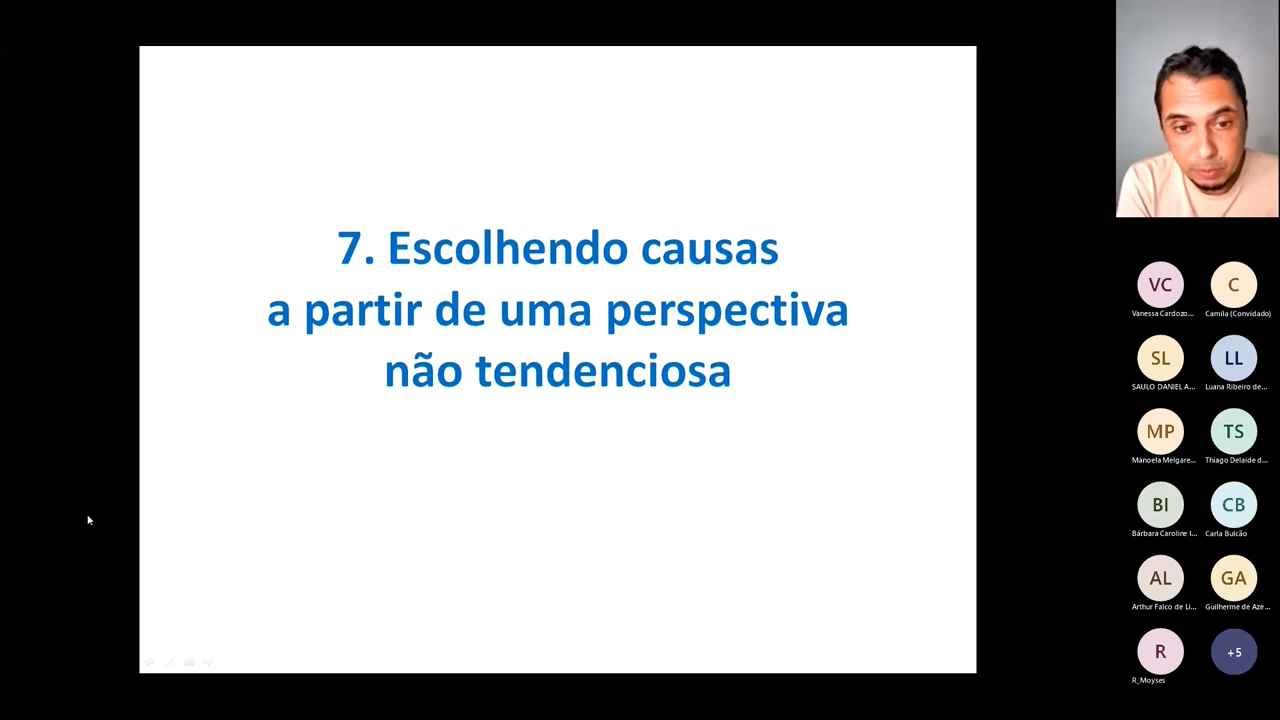 7. Escolhendo causas
a partir de uma perspectiva
não tendenciosa
VC
C
Vanessa Cardozo...
Camila (Convidado)
SL
LL
SAULO DANIEL A...
Luana Ribeiro de...
MP
TS
Manoela Melgare...
Thiago Delaide d...
BI
CB
Bárbara Caroline I...
Carla Bulcão
AL
GA
Arthur Falco de Li...
Guilherme de Aze...
R
+5
R_Moyses